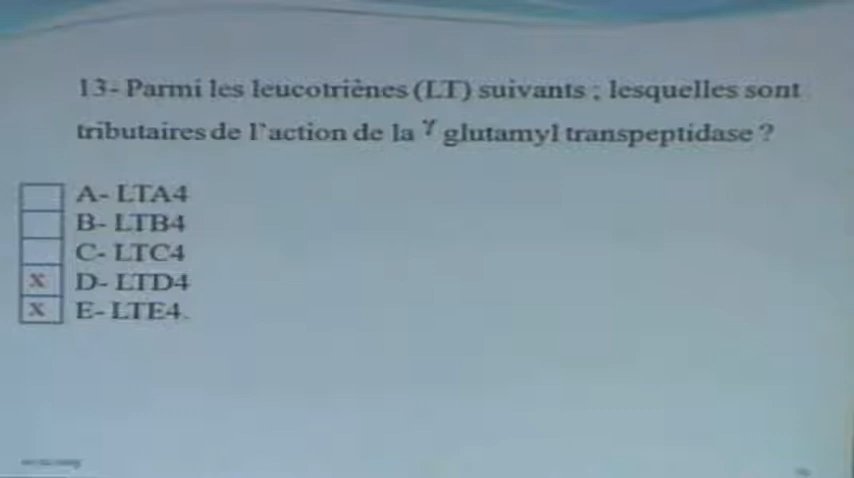 13- Parmi les leucotriènes (LT) suivants ; lesquelles sont
tributaires de l'action de la γ glutamyl transpeptidase ?
A- LTA4
B- LTB4
C- LTC4
x D- LTD4
x E- LTE4.